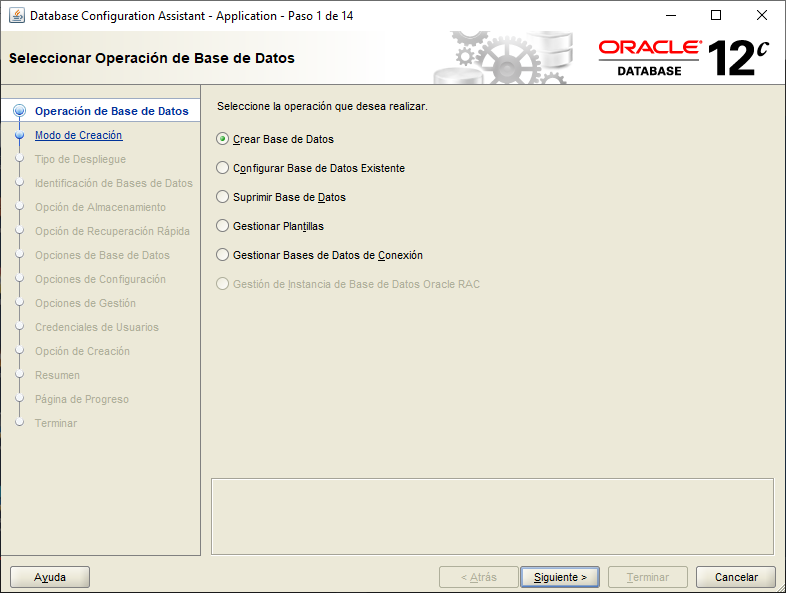 Database Configuration Assistant - Application - Paso 1 de 14
Seleccionar Operación de Base de Datos
ORACLE
DATABASE
12c
Operación de Base de Datos
Modo de Creación
Tipo de Despliegue
Identificación de Bases de Datos
Opción de Almacenamiento
Opción de Recuperación Rápida
Opciones de Base de Datos
Opciones de Configuración
Opciones de Gestión
Credenciales de Usuarios
Opción de Creación
Resumen
Página de Progreso
Terminar
Seleccione la operación que desea realizar.
Crear Base de Datos
Configurar Base de Datos Existente
Suprimir Base de Datos
Gestionar Plantillas
Gestionar Bases de Datos de Conexión
Gestión de Instancia de Base de Datos Oracle RAC
Ayuda
< Atrás
Siguiente >
Terminar
Cancelar